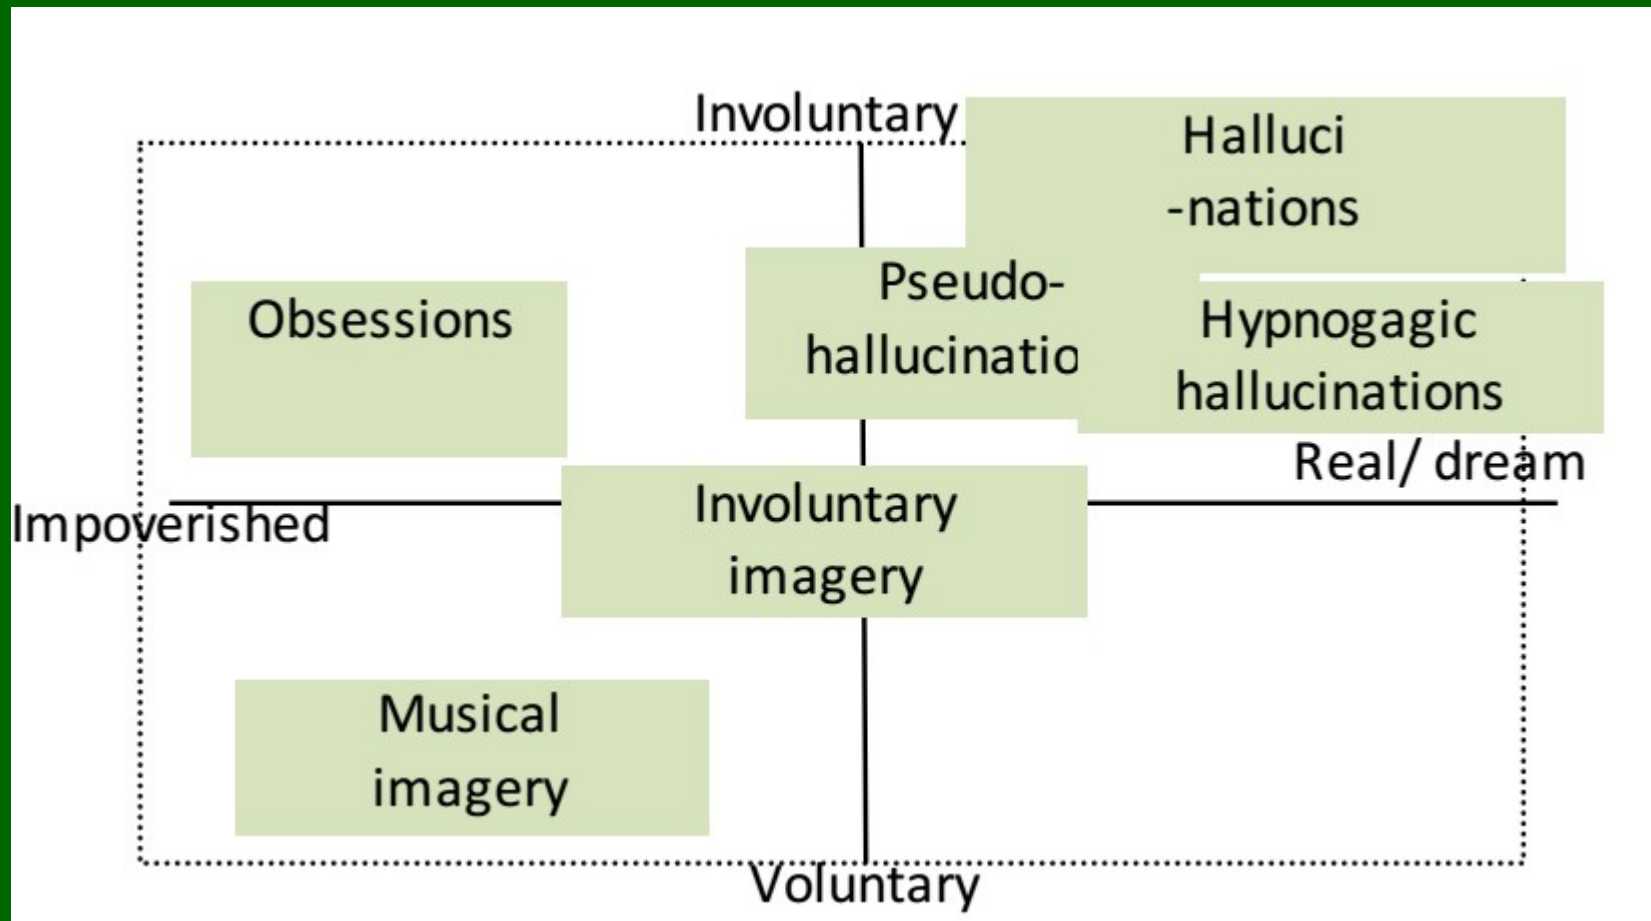 Involuntary
Halluci
-nations
Pseudo-
hallucinatio
Hypnogagic
hallucinations
Obsessions
Real/ dream
Impoverished
Involuntary
imagery
Musical
imagery
Voluntary